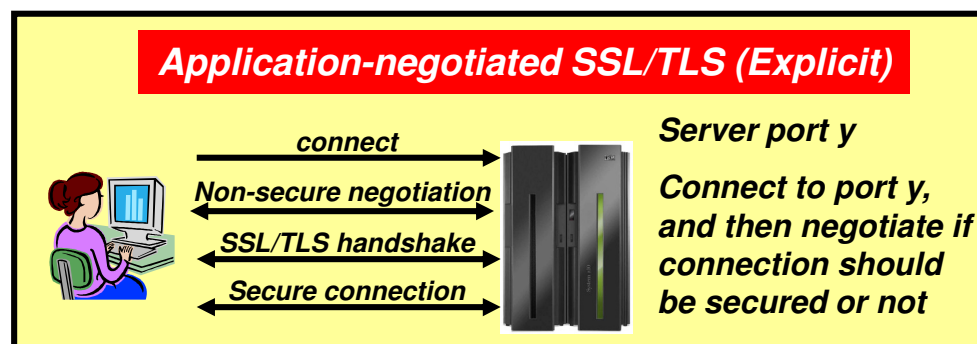 Application-negotiated SSL/TLS (Explicit)
connect
Non-secure negotiation
SSL/TLS handshake
Secure connection
Server port y
Connect to port y,
and then negotiate if
connection should
be secured or not